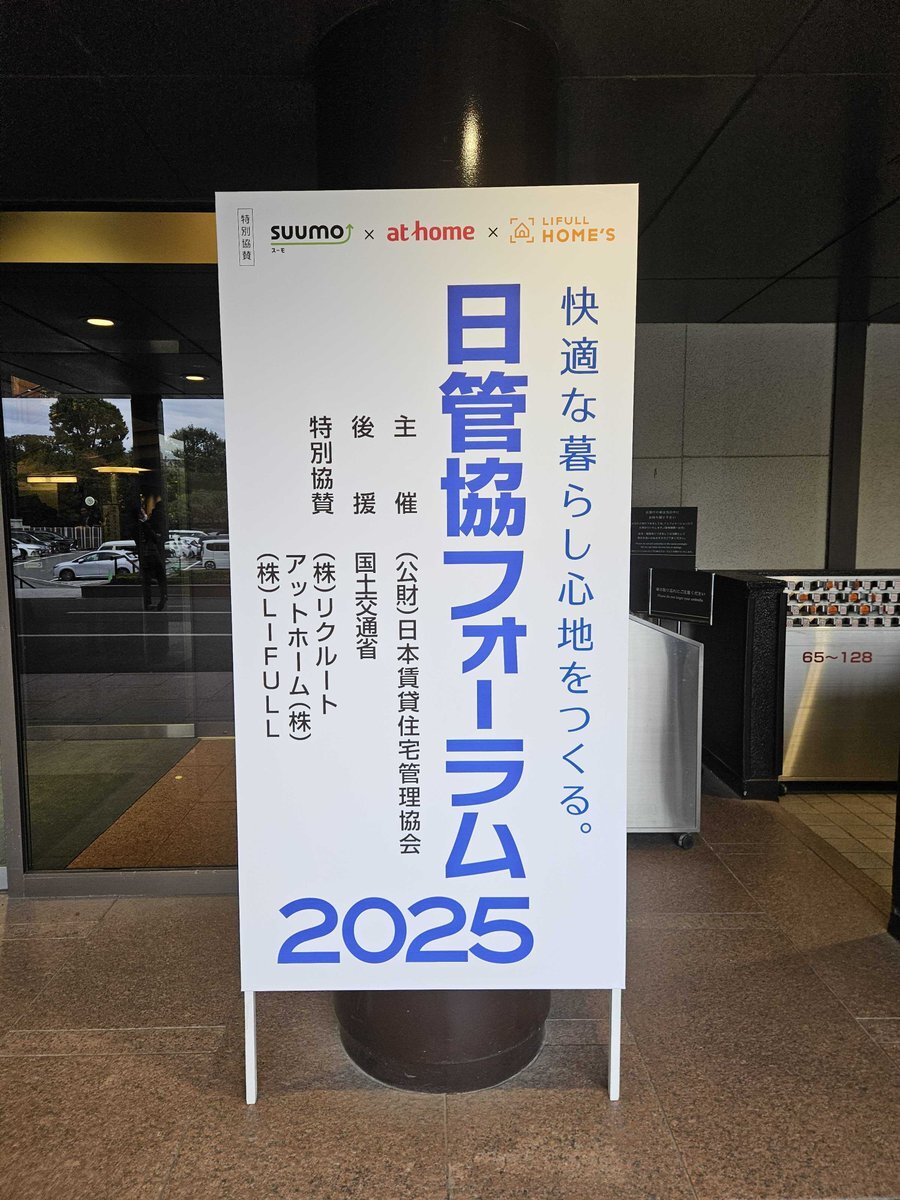 特別協賛
SUUMO
スーモ
×
at home
×
LIFULL
HOME'S
快適な暮らし心地をつくる。
日管協フォーラム
2025
主催 (公財)日本賃貸住宅管理協会
後援 国土交通省
特別協賛 (株)リクルート
アットホーム(株)
(株)LIFULL
65~128